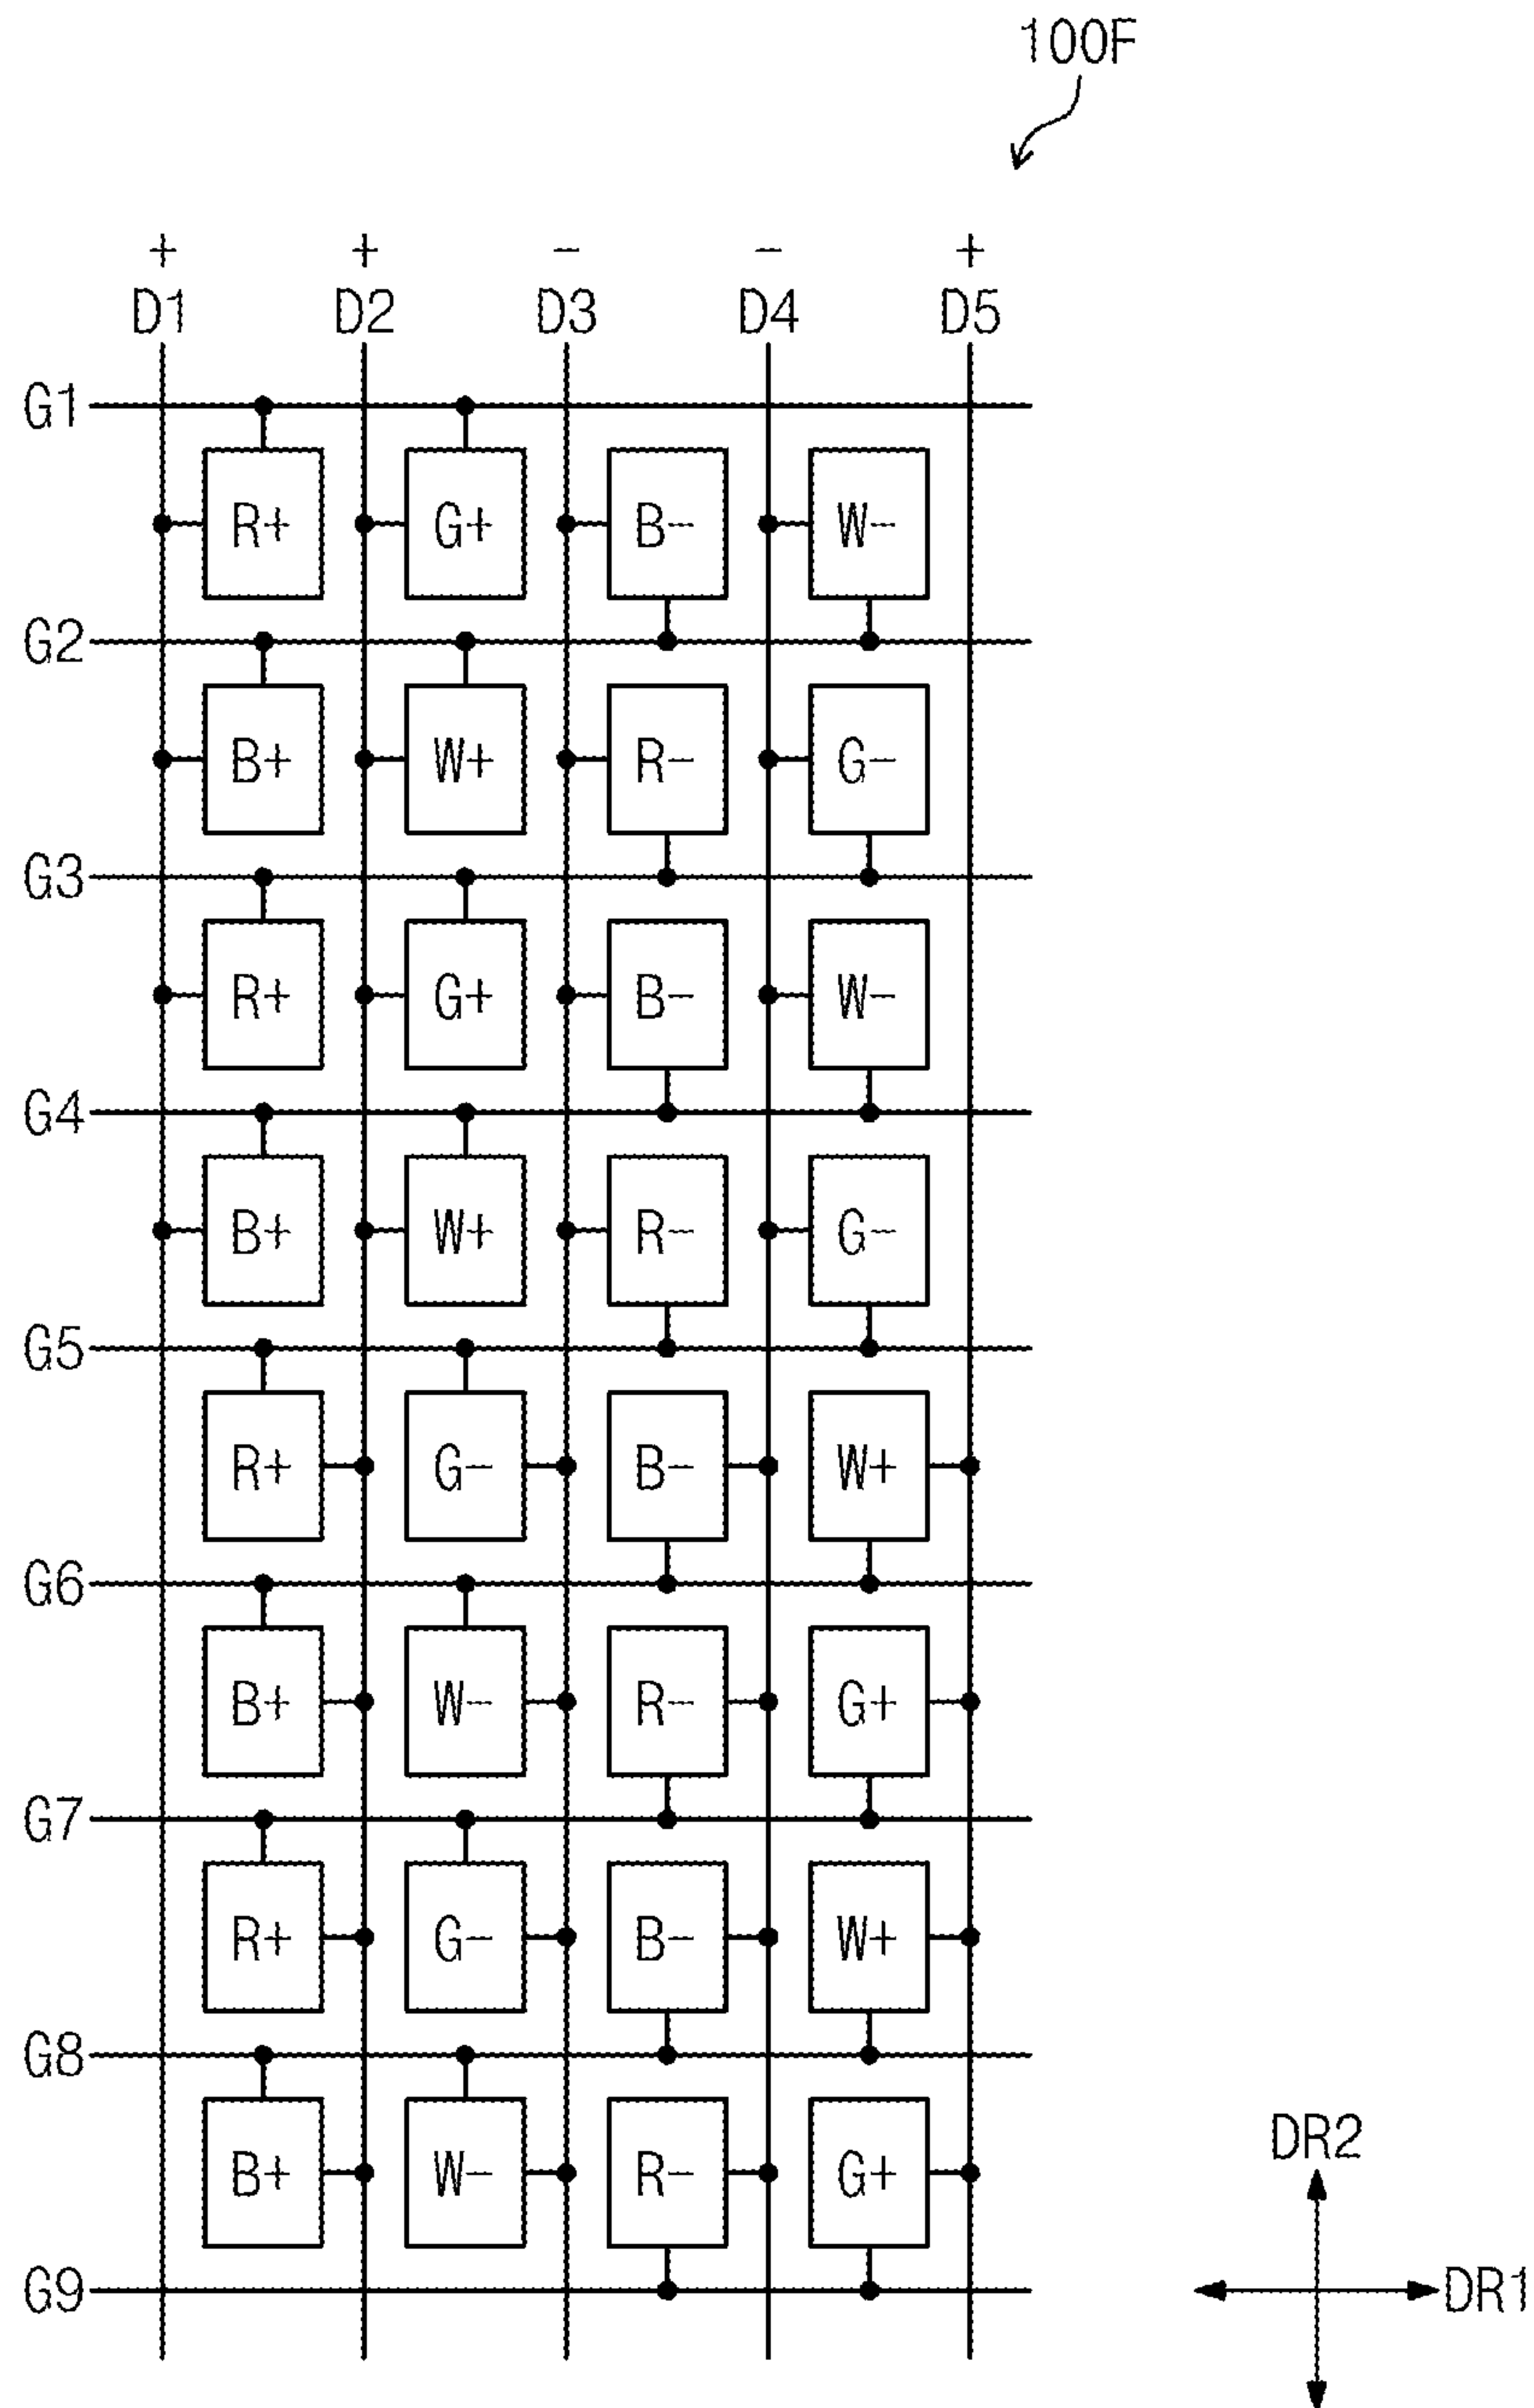 100F
+ + - - +
D1 D2 D3 D4 D5
G1
R+ G+ B- W-
G2
B+ W+ R- G-
G3
R+ G+ B- W-
G4
B+ W+ R- G-
G5
R+ G- B- W+
G6
B+ W- R- G+
G7
R+ G- B- W+
G8
B+ W- R- G+
G9
DR2
DR1